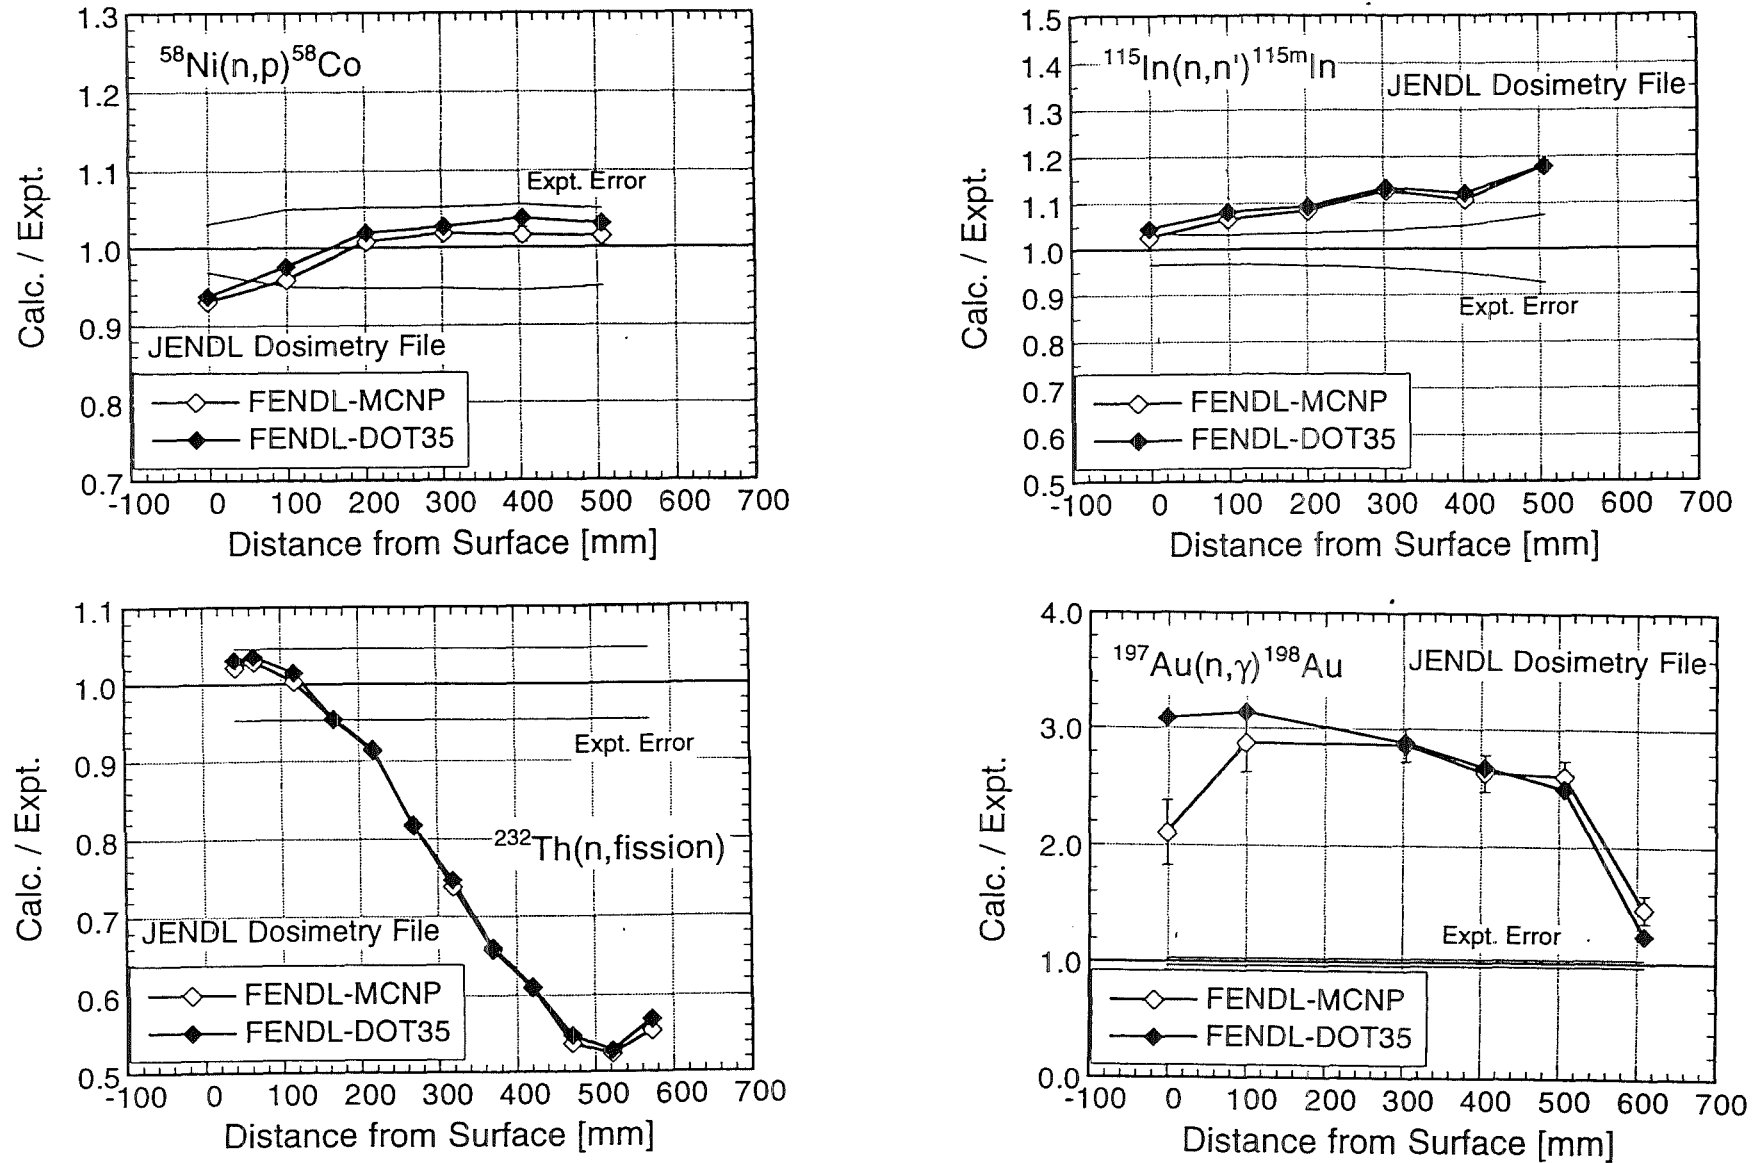 ⁵⁸Ni(n,p)⁵⁸Co
Expt. Error
JENDL Dosimetry File
FENDL-MCNP
FENDL-DOT35
Calc. / Expt.
1.3
1.2
1.1
1.0
0.9
0.8
0.7
-100 0 100 200 300 400 500 600 700
Distance from Surface [mm]
¹¹⁵In(n,n')¹¹⁵ᵐIn
JENDL Dosimetry File
Expt. Error
FENDL-MCNP
FENDL-DOT35
Calc. / Expt.
1.5
1.4
1.3
1.2
1.1
1.0
0.9
0.8
0.7
0.6
0.5
-100 0 100 200 300 400 500 600 700
Distance from Surface [mm]
Expt. Error
²³²Th(n,fission)
JENDL Dosimetry File
FENDL-MCNP
FENDL-DOT35
Calc. / Expt.
1.1
1.0
0.9
0.8
0.7
0.6
0.5
-100 0 100 200 300 400 500 600 700
Distance from Surface [mm]
¹⁹⁷Au(n,γ)¹⁹⁸Au
JENDL Dosimetry File
Expt. Error
FENDL-MCNP
FENDL-DOT35
Calc. / Expt.
4.0
3.0
2.0
1.0
0.0
-100 0 100 200 300 400 500 600 700
Distance from Surface [mm]